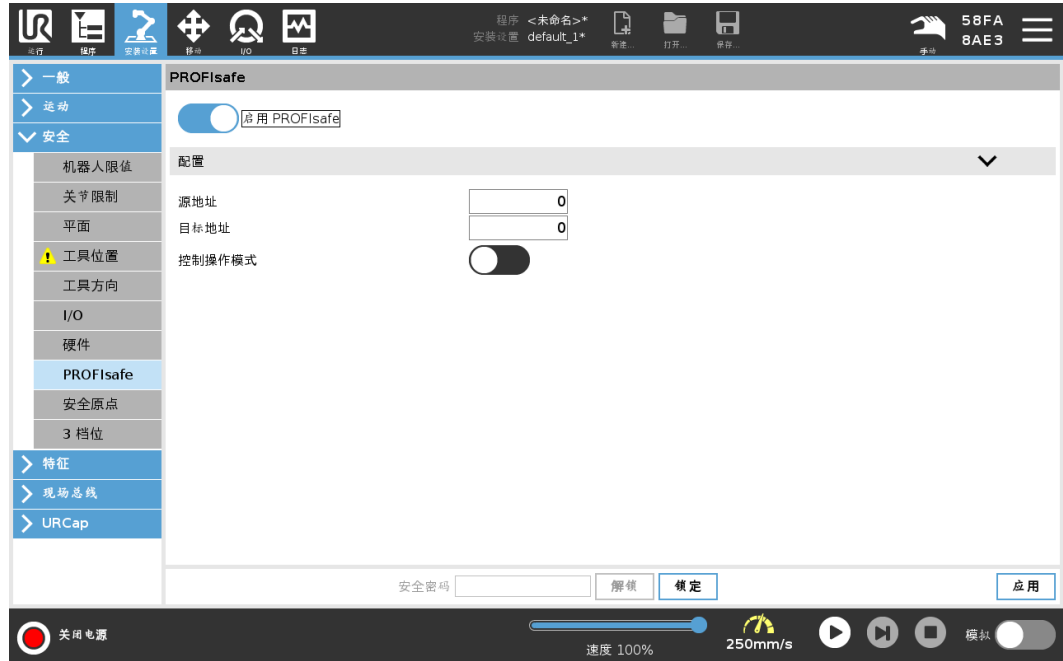 UR
运行
程序
安装设置
移动
I/O
日志
程序 <未命名>*
安装设置 default_1*
新建...
打开...
保存...
手动
58FA
8AE3
一般
运动
安全
机器人限值
关节限制
平面
工具位置
工具方向
I/O
硬件
PROFIsafe
安全原点
3 档位
特征
现场总线
URCap
PROFIsafe
启用 PROFIsafe
配置
源地址 0
目标地址 0
控制操作模式
安全密码
解锁
锁定
应用
关闭电源
速度 100%
250mm/s
模拟